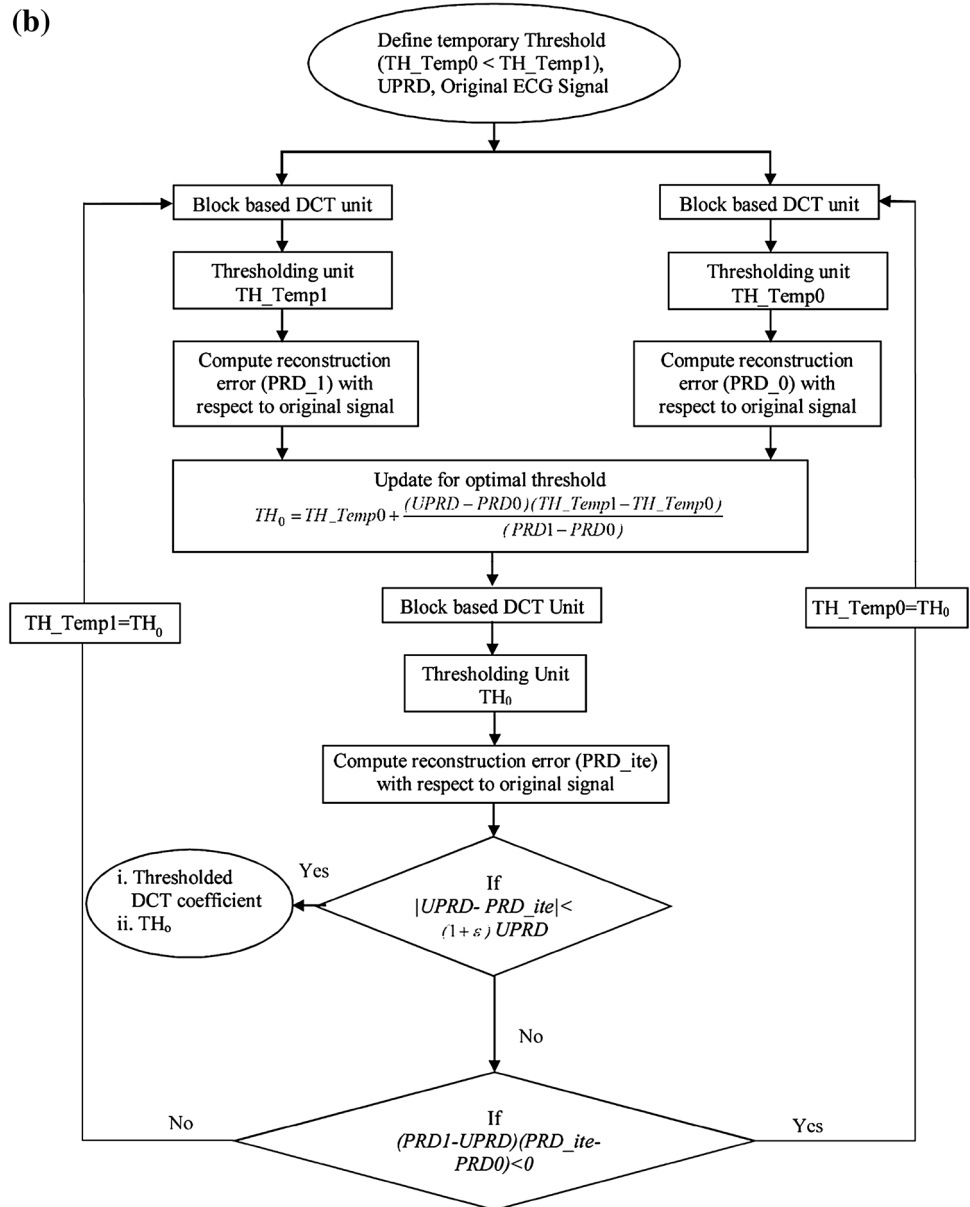 (b)
Define temporary Threshold
(TH_Temp0 < TH_Temp1),
UPRD, Original ECG Signal
Block based DCT unit
Block based DCT unit
Thresholding unit
TH_Temp1
Thresholding unit
TH_Temp0
Compute reconstruction
error (PRD_1) with
respect to original signal
Compute reconstruction
error (PRD_0) with
respect to original signal
Update for optimal threshold
TH₀ = TH_Temp0 + (UPRD − PRD0)(TH_Temp1 − TH_Temp0) / (PRD1 − PRD0)
Block based DCT Unit
TH_Temp1=TH₀
TH_Temp0=TH₀
Thresholding Unit
TH₀
Compute reconstruction error (PRD_ite)
with respect to original signal
Yes
i. Thresholded
DCT coefficient
ii. TH₀
If
|UPRD- PRD_ite|<
(1+ε) UPRD
No
No
Yes
If
(PRD1-UPRD)(PRD_ite-
PRD0)<0